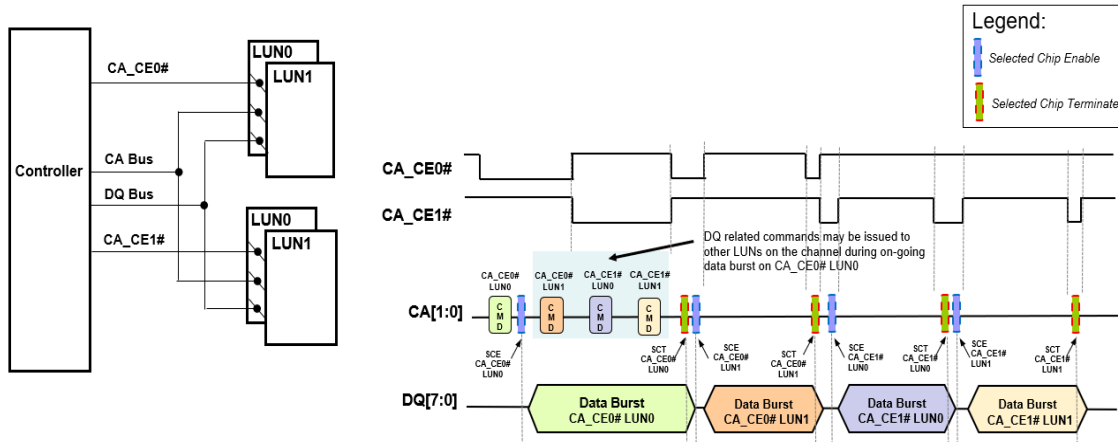 Controller
CA_CE0#
CA Bus
DQ Bus
CA_CE1#
LUN0
LUN1
LUN0
LUN1
Legend:
Selected Chip Enable
Selected Chip Terminate
CA_CE0#
CA_CE1#
DQ related commands may be issued to
other LUNs on the channel during on-going
data burst on CA_CE0# LUN0
CA_CE0#
LUN0
CA_CE0#
LUN1
CA_CE1#
LUN0
CA_CE1#
LUN1
CA[1:0]
CMD
CMD
CMD
CMD
SCE
CA_CE0#
LUN0
SCT
CA_CE0#
LUN0
SCE
CA_CE0#
LUN1
SCT
CA_CE0#
LUN1
SCE
CA_CE1#
LUN0
SCT
CA_CE1#
LUN0
SCE
CA_CE1#
LUN1
SCT
CA_CE1#
LUN1
DQ[7:0]
Data Burst
CA_CE0# LUN0
Data Burst
CA_CE0# LUN1
Data Burst
CA_CE1# LUN0
Data Burst
CA_CE1# LUN1